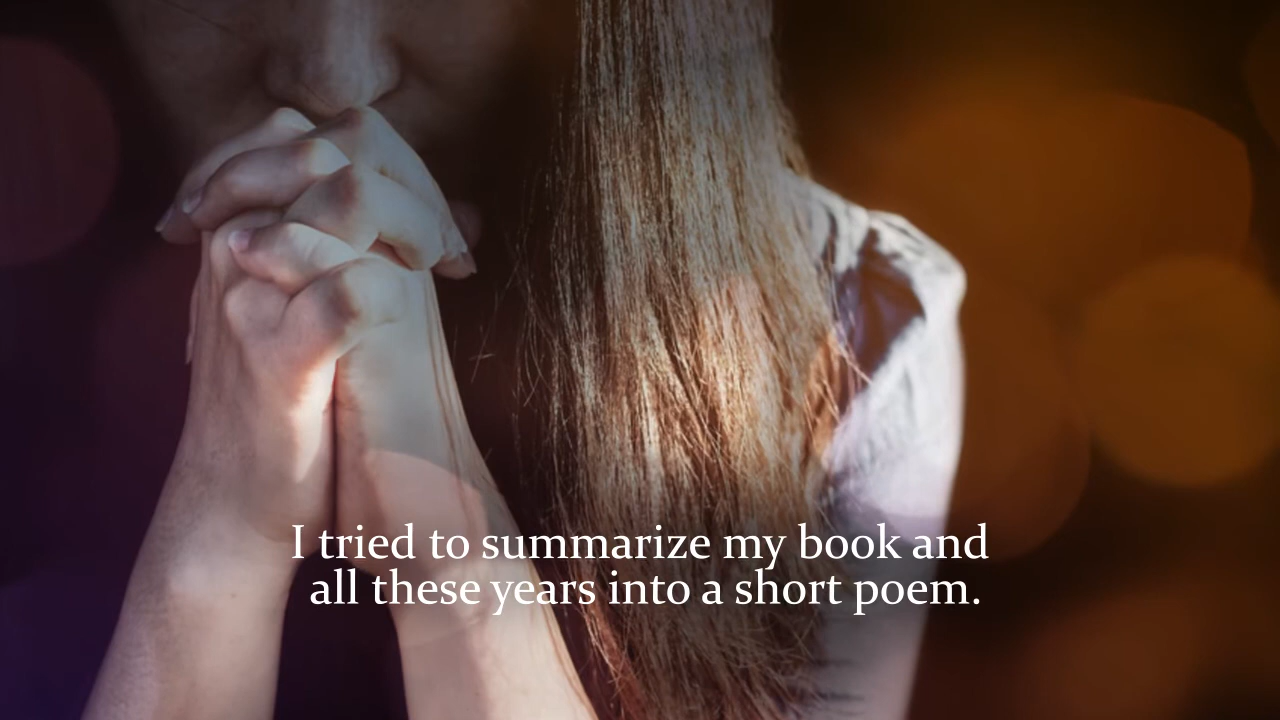 I tried to summarize my book and
all these years into a short poem.